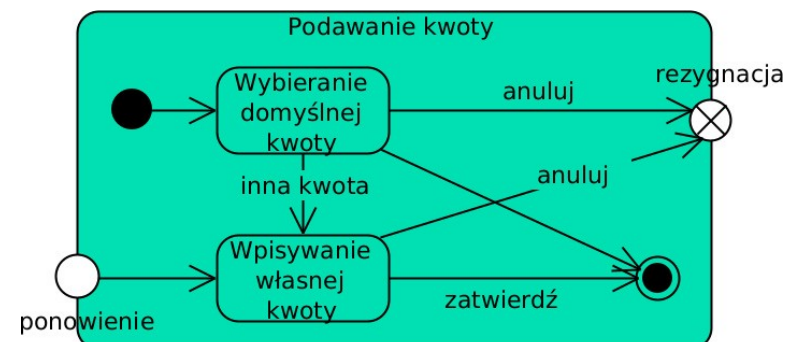 Podawanie kwoty
rezygnacja
Wybieranie
domyślnej
kwoty
anuluj
inna kwota
anuluj
Wpisywanie
własnej
kwoty
zatwierdź
ponowienie